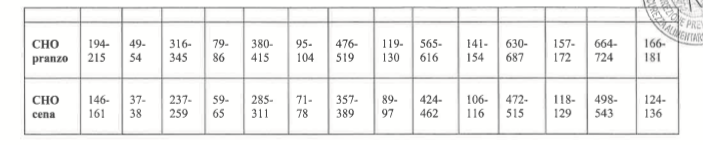 CHO 194- 49- 316- 79- 380- 95- 476- 119- 565- 141- 630- 157- 664- 166-
pranzo 215 54 345 86 415 104 519 130 616 154 687 172 724 181
CHO 146- 37- 237- 59- 285- 71- 357- 89- 424- 106- 472- 118- 498- 124-
cena 161 38 259 65 311 78 389 97 462 116 515 129 543 136